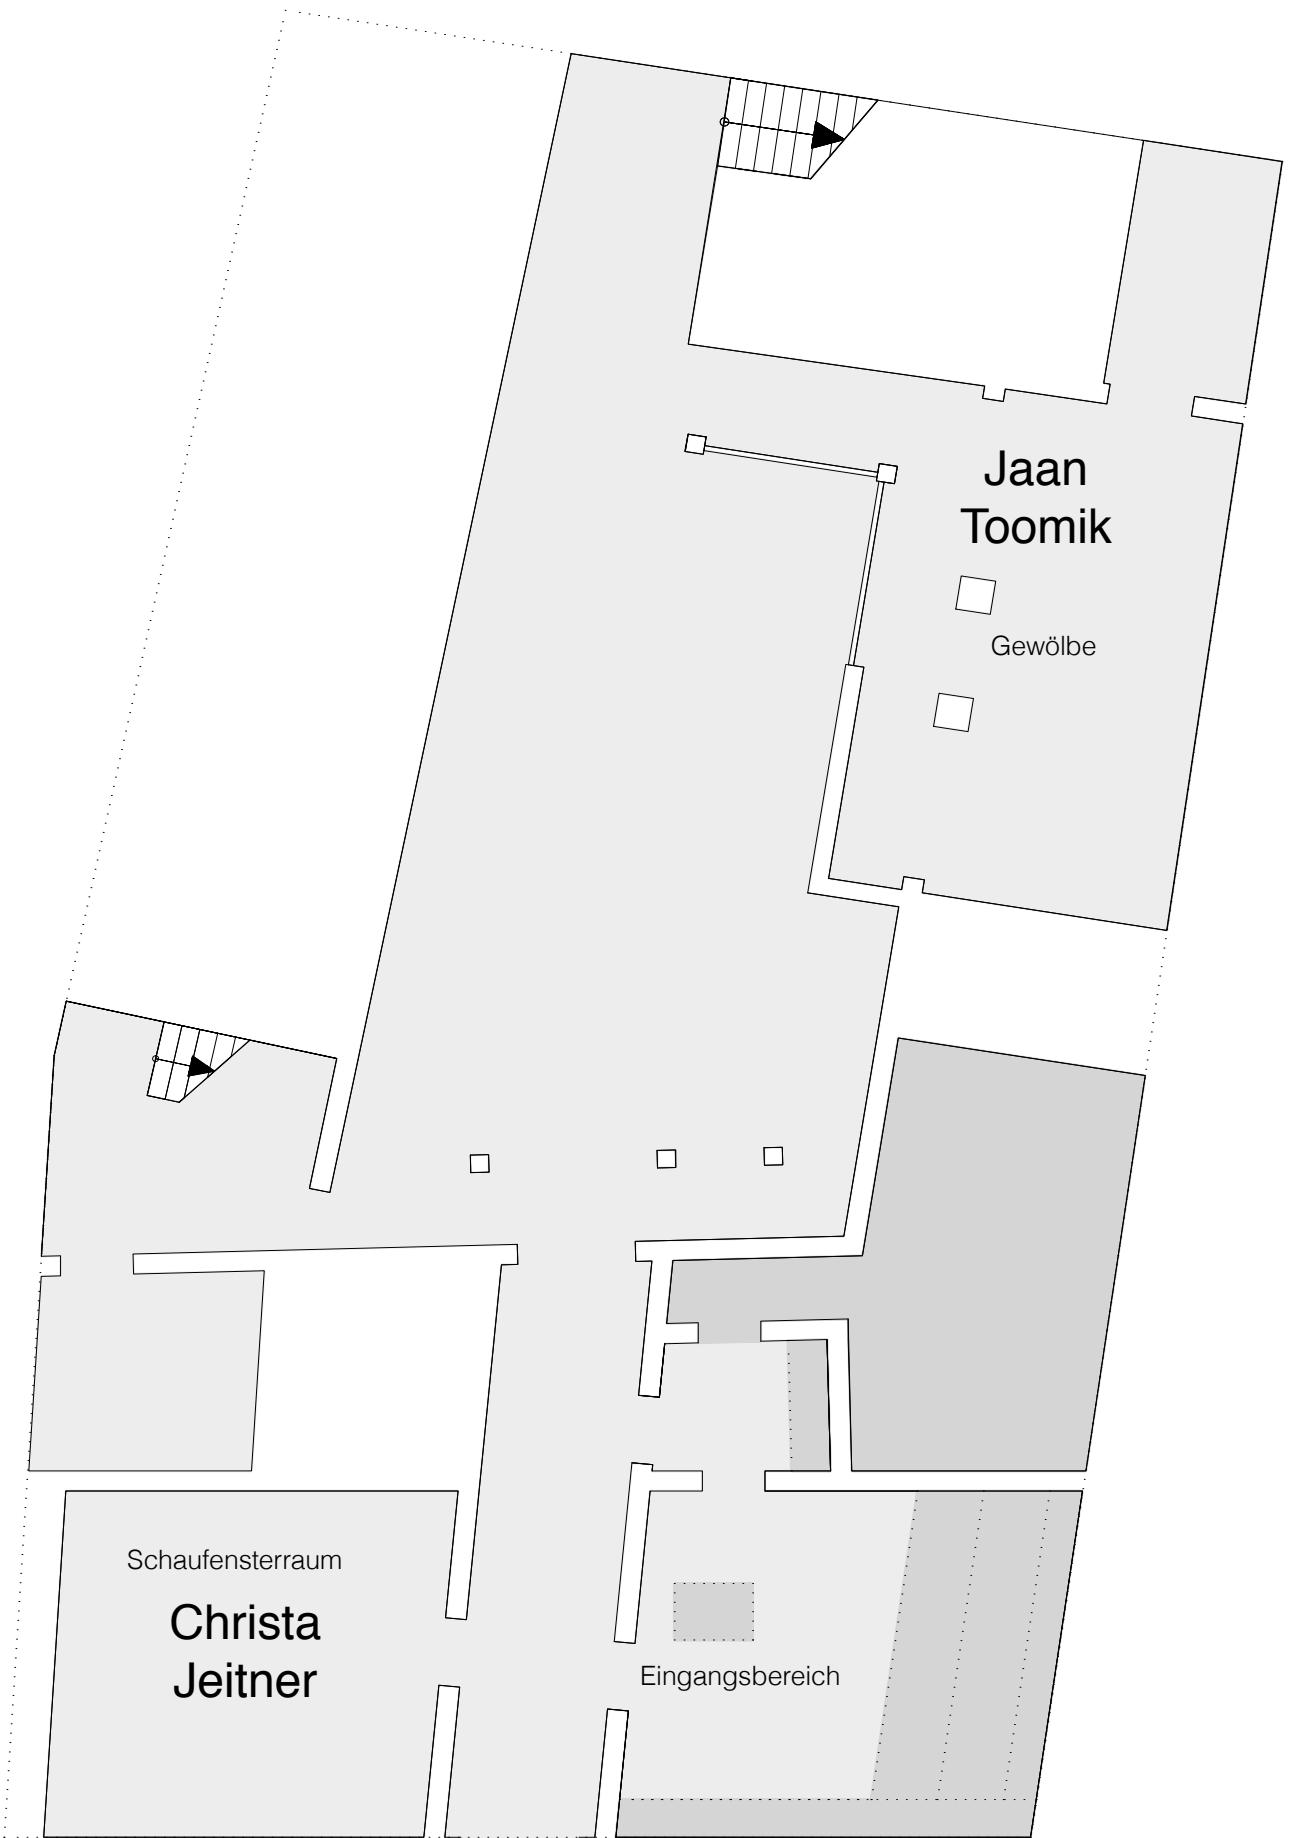 Jaan
Toomik
Gewölbe
Schaufensterraum
Christa
Jeitner
Eingangsbereich